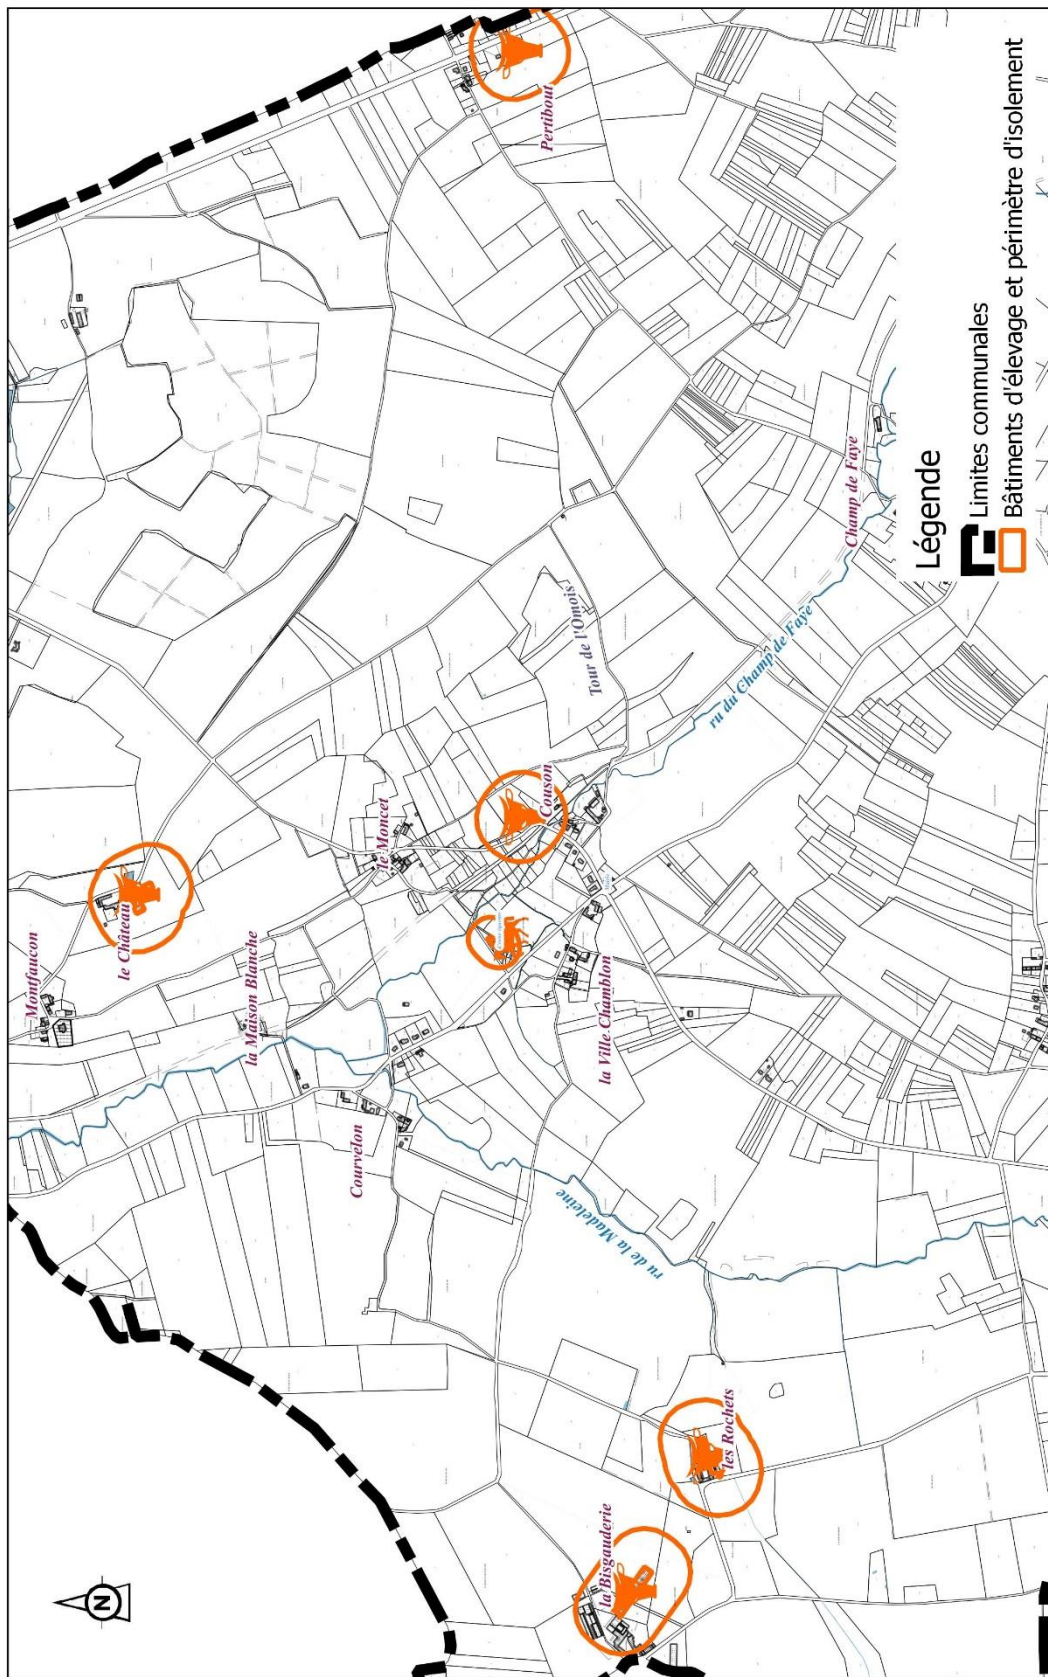 Montfaucon
le Château
la Maison Blanche
le Moncet
Courvelon
Pertibout
Couson
Tour de l'Omois
la Ville Chamblon
ru du Champ de Faye
Champ de Faye
ru de la Madeleine
les Rochets
la Bisgauderie
N
Légende
Limites communales
Bâtiments d'élevage et périmètre d'isolement